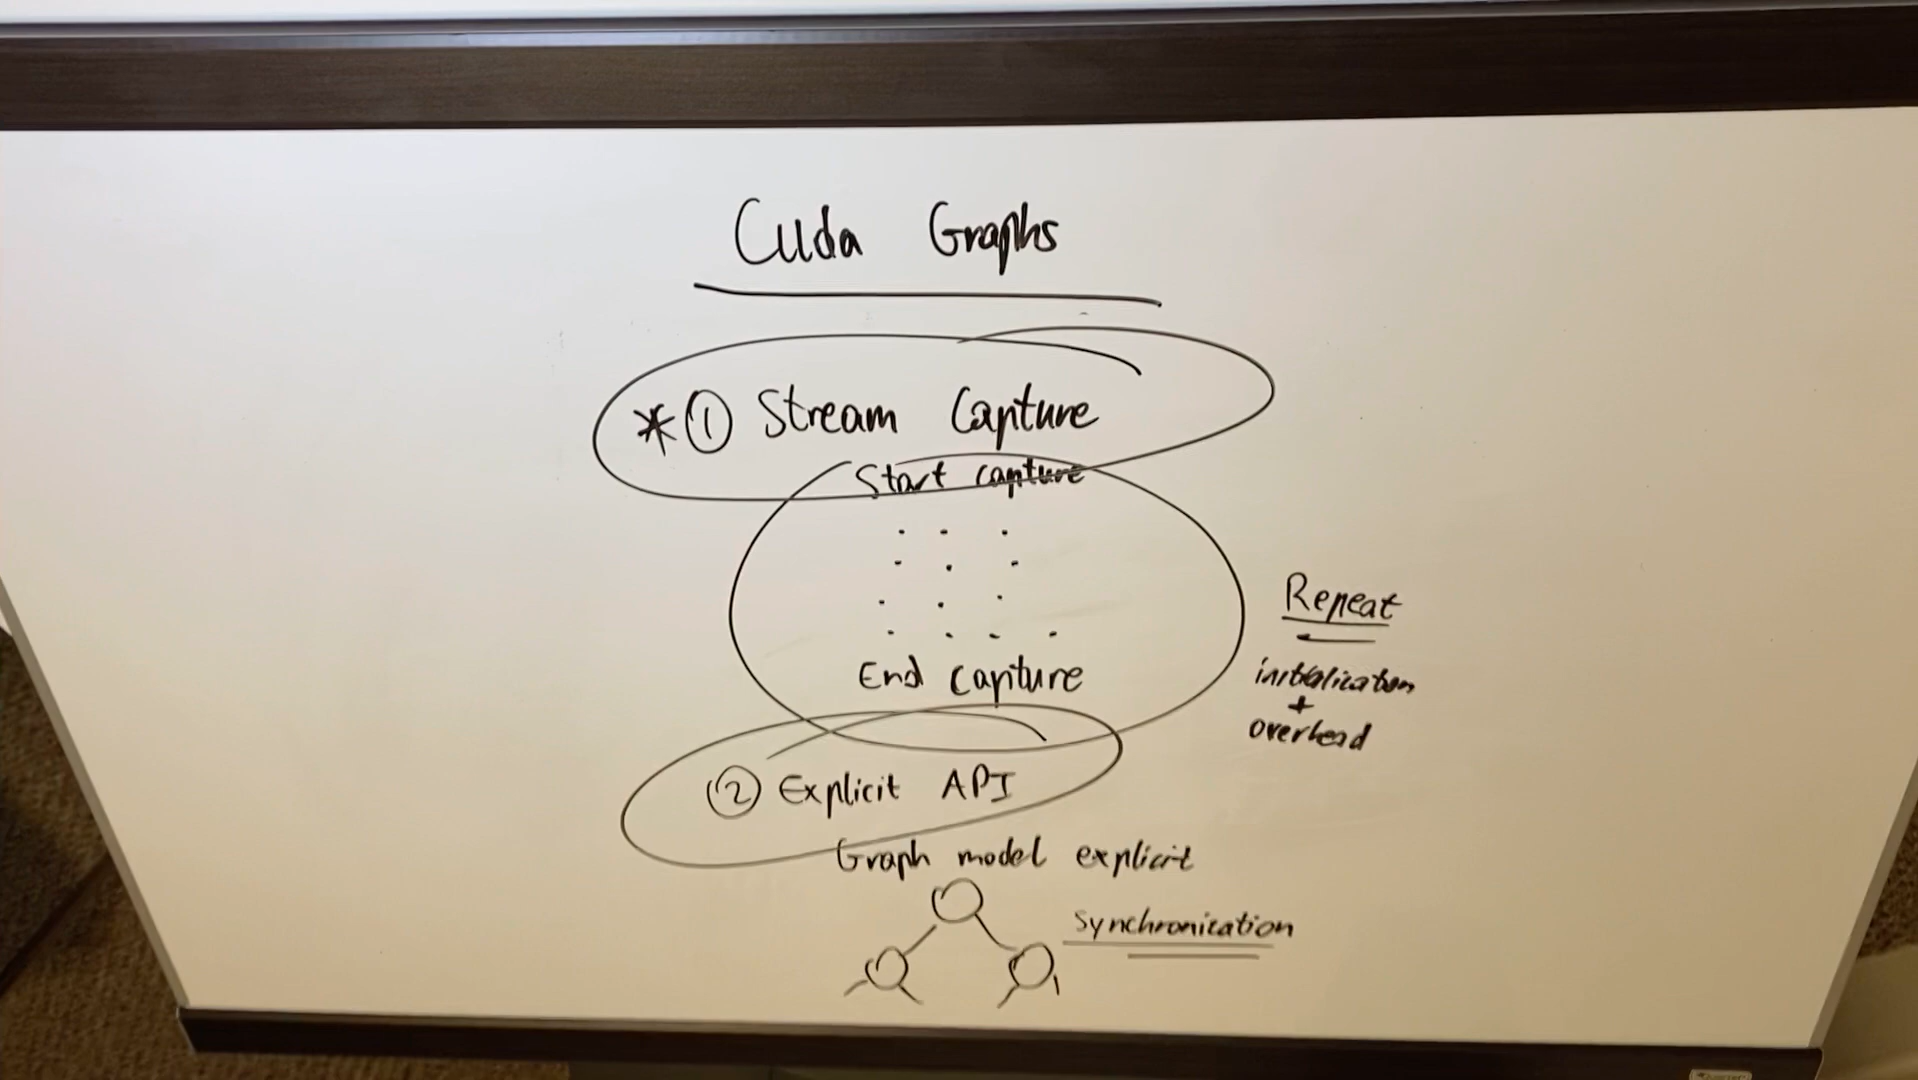 Cuda Graphs
* ① Stream Capture
Start capture
End capture
Repeat
initialization
+
overhead
② Explicit API
Graph model explicit
Synchronization